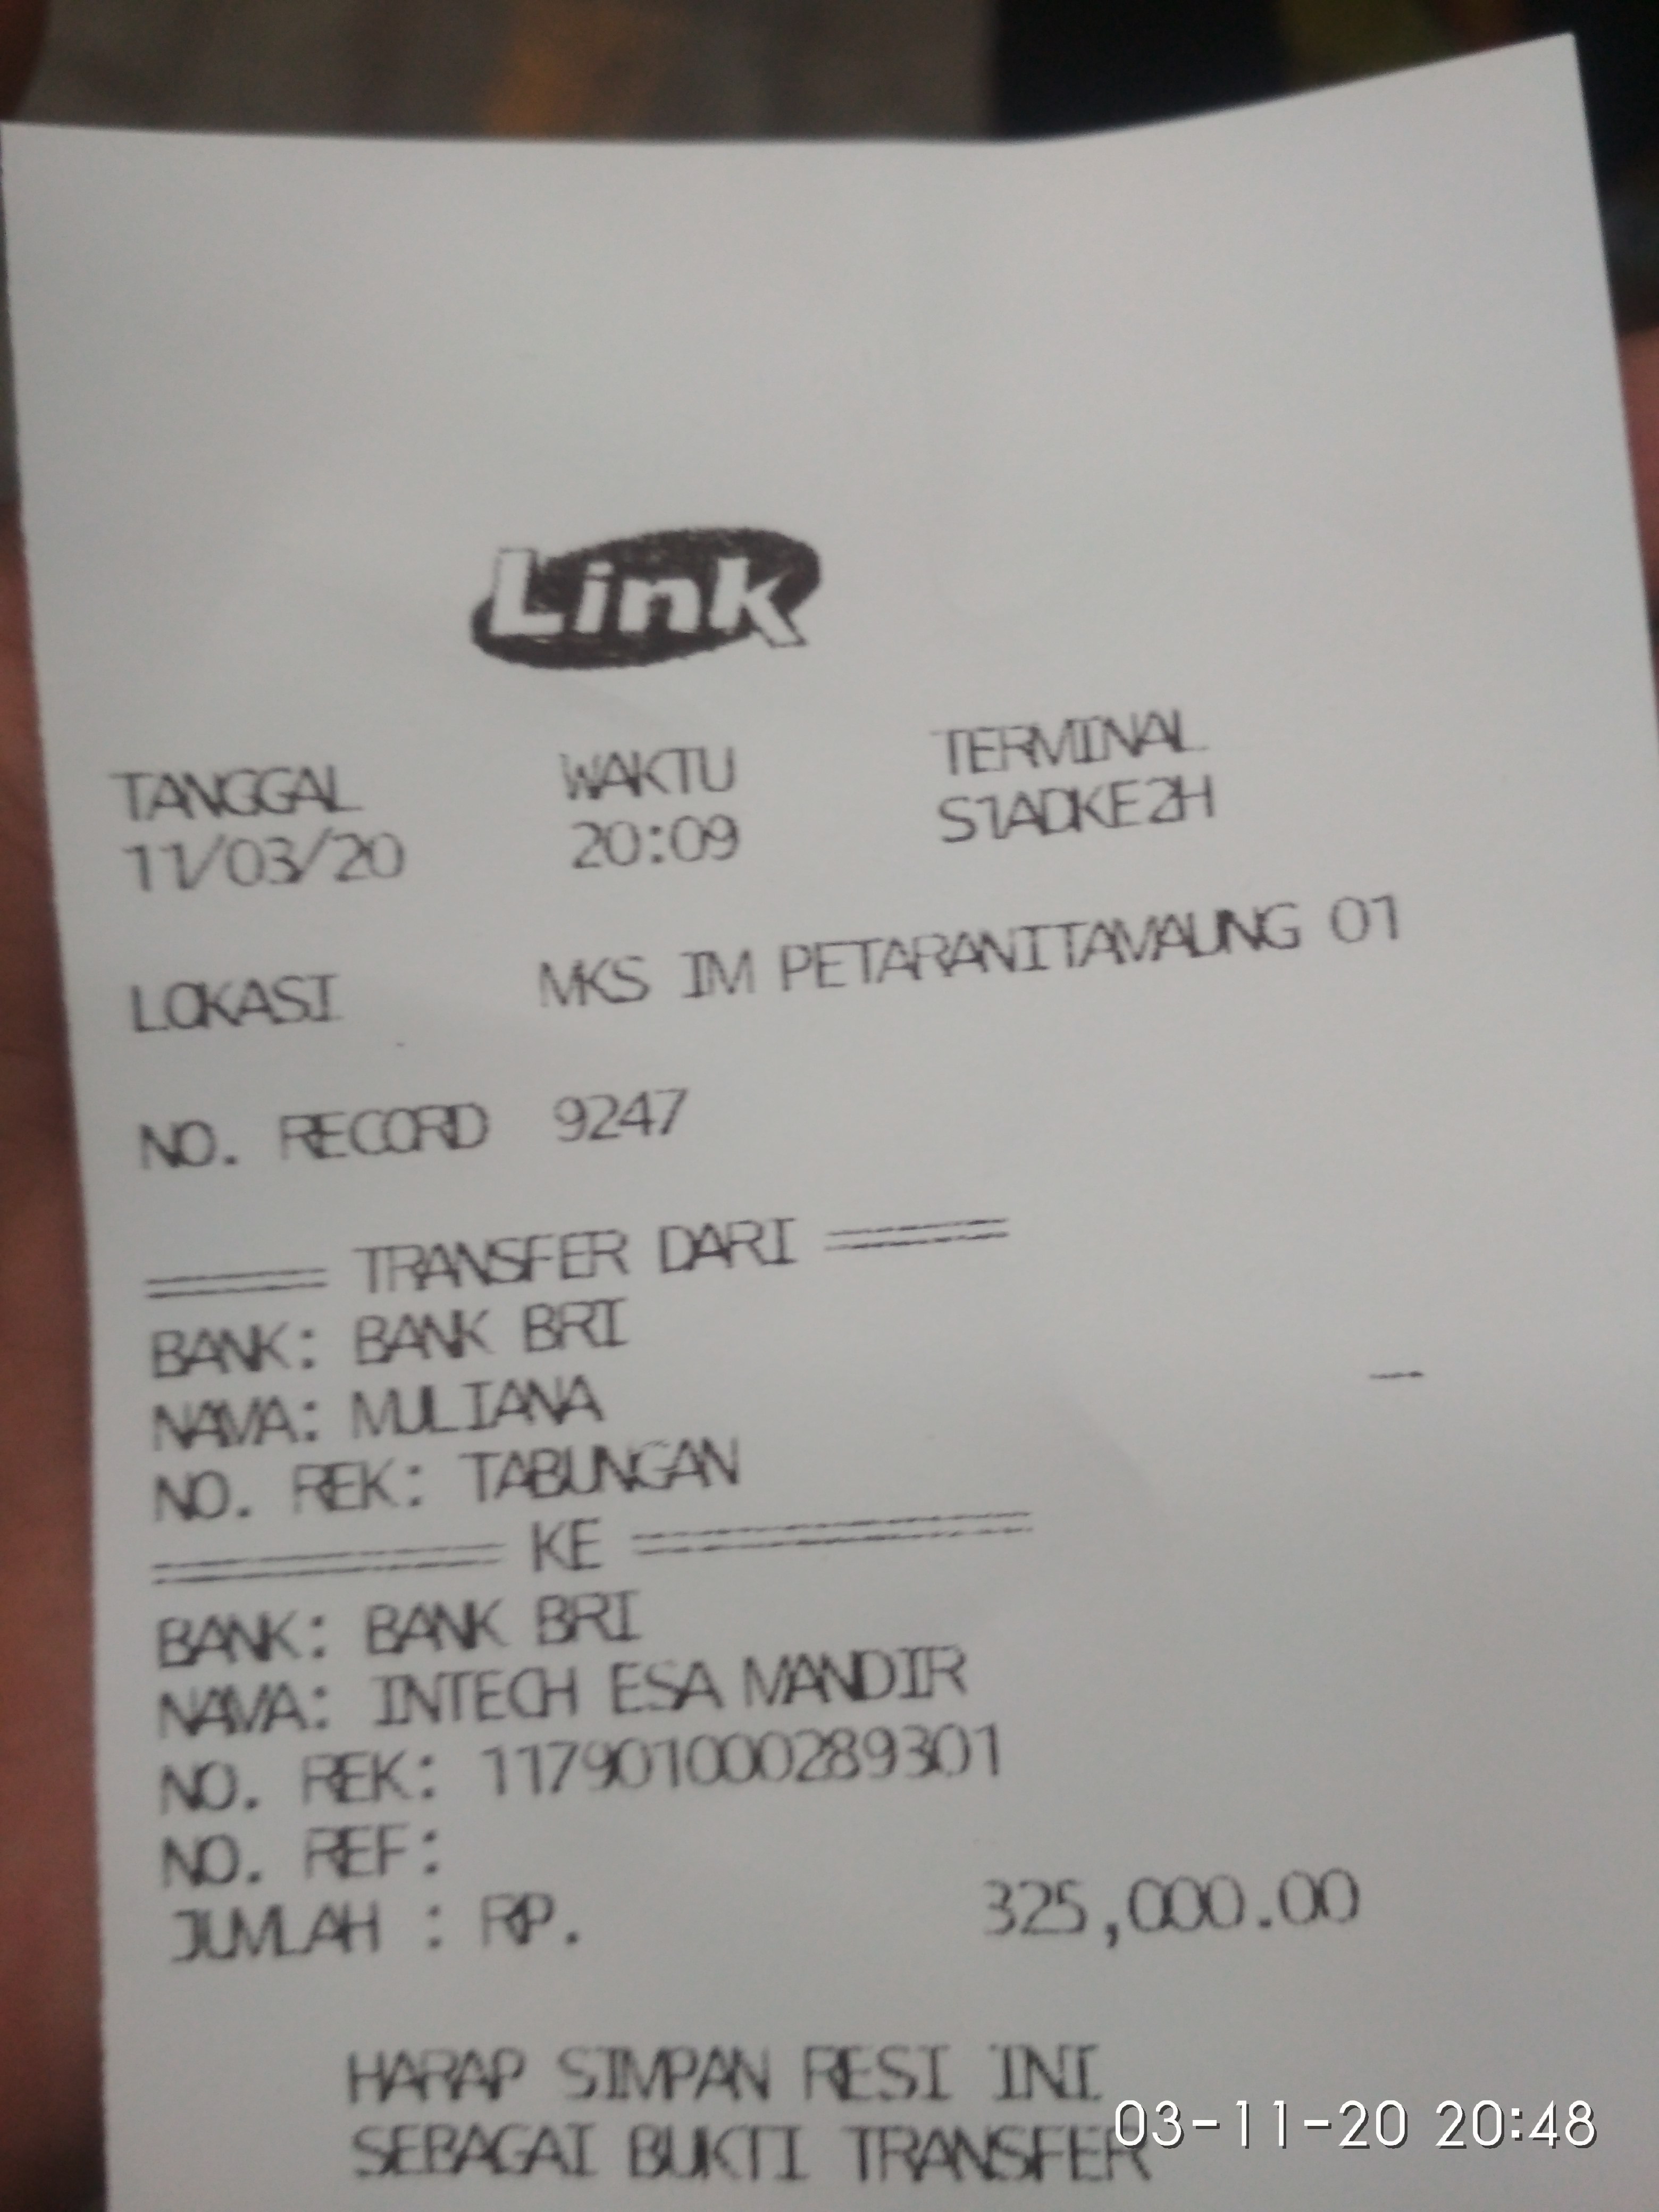 Link
TANGGAL WAKTU TERMINAL
11/03/20 20:09 S1ADKE2H
LOKASI MKS IM PETARANITAMAUNG 01
NO. RECORD 9247
===== TRANSFER DARI =====
BANK: BANK BRI
NAMA: MULIANA
NO. REK: TABUNGAN
========== KE ===========
BANK: BANK BRI
NAMA: INTECH ESA MANDIR
NO. REK: 117901000289301
NO. REF:
JUMLAH : RP. 325,000.00
HARAP SIMPAN RESI INI
SEBAGAI BUKTI TRANSFER
03-11-20 20:48